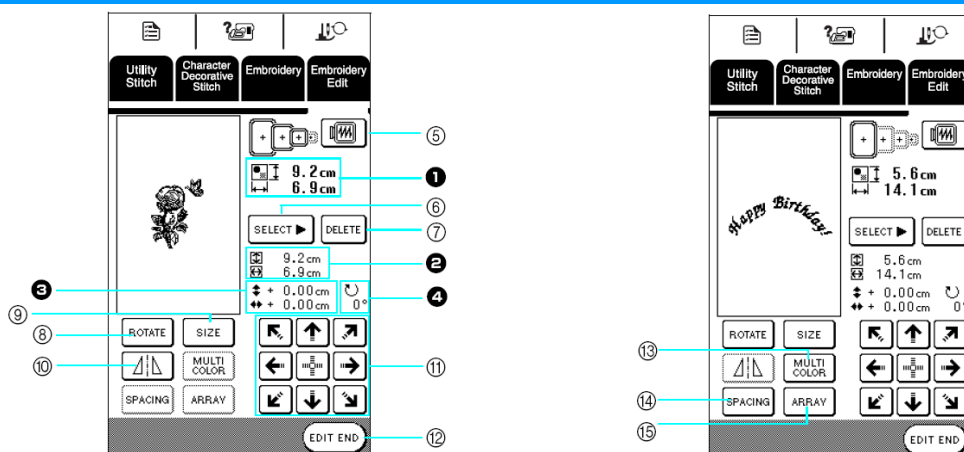 Utility Stitch
Character Decorative Stitch
Embroidery
Embroidery Edit
⑤
9.2cm
6.9cm
❶
⑥
SELECT ▶
DELETE
⑦
9.2cm
6.9cm
❷
❸
+ 0.00cm
+ 0.00cm
0°
❹
⑨
⑧
ROTATE
SIZE
⑩
MULTI COLOR
⑪
SPACING
ARRAY
EDIT END
⑫
Utility Stitch
Character Decorative Stitch
Embroidery
Embroidery Edit
5.6cm
14.1cm
Happy Birthday!
SELECT ▶
DELETE
5.6cm
14.1cm
+ 0.00cm
+ 0.00cm
0°
ROTATE
SIZE
⑬
MULTI COLOR
⑭
SPACING
ARRAY
⑮
EDIT END